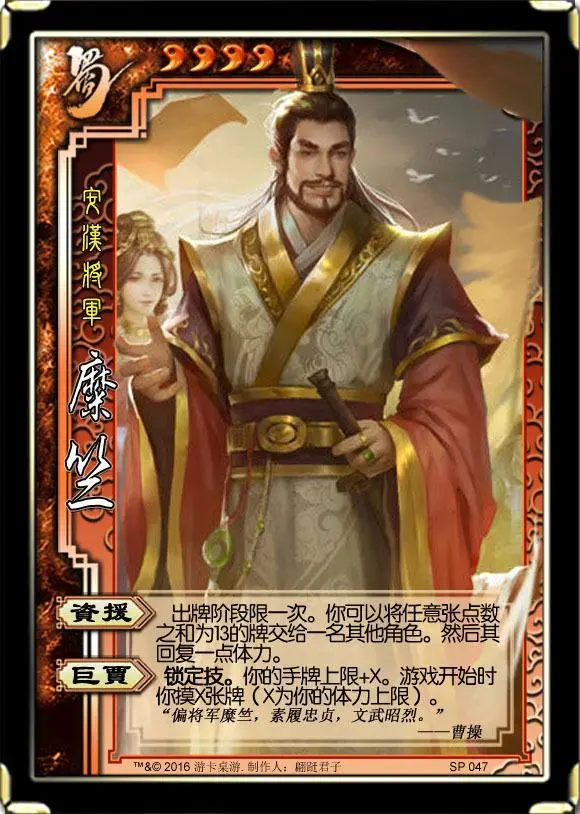 蜀
安漢將軍
糜竺
資援
出牌阶段限一次。你可以将任意张点数
之和为13的牌交给一名其他角色。然后其
回复一点体力。
巨賈
锁定技。你的手牌上限+X。游戏开始时
你摸X张牌（X为你的体力上限）。
“偏将军糜竺，素履忠贞，文武昭烈。”
——曹操
™&© 2016 游卡桌游. 制作人：翩跹君子
SP 047